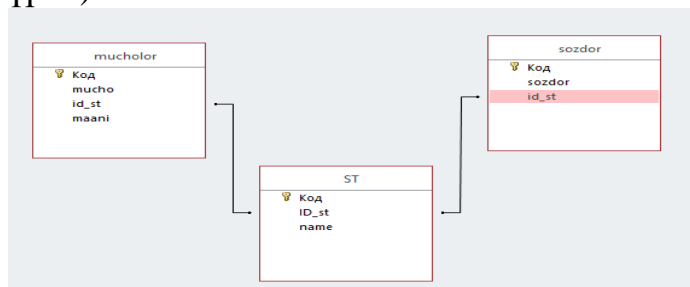 mucholor
Код
mucho
id_st
maani
sozdor
Код
sozdor
id_st
ST
Код
ID_st
name